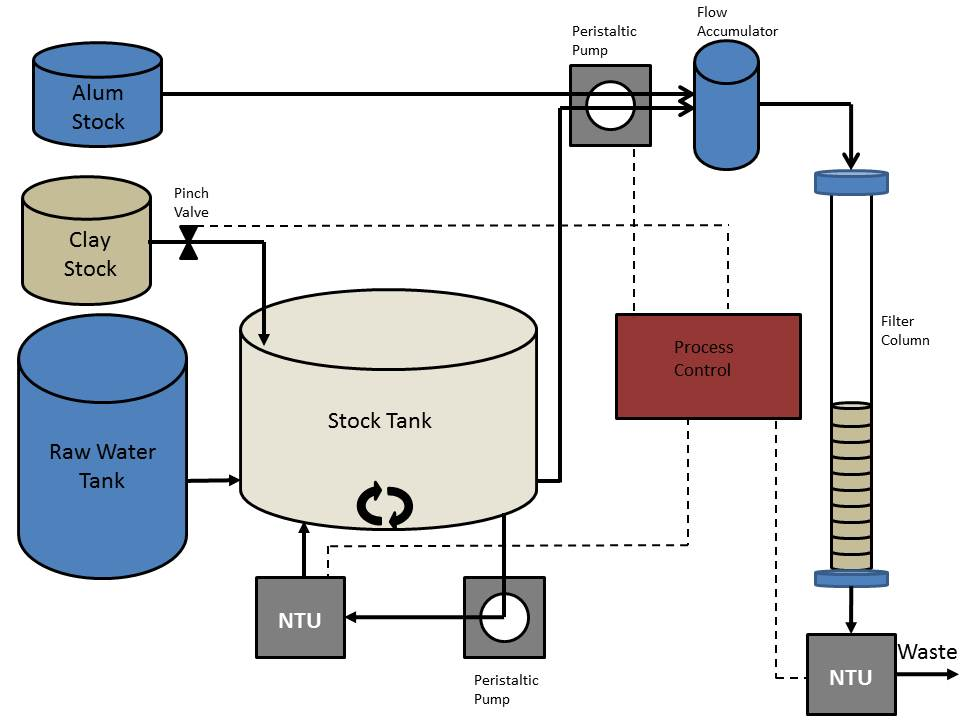 Flow
Accumulator
Peristaltic
Pump
Alum
Stock
Pinch
Valve
Clay
Stock
Filter
Column
Process
Control
Stock Tank
Raw Water
Tank
NTU
Peristaltic
Pump
NTU
Waste